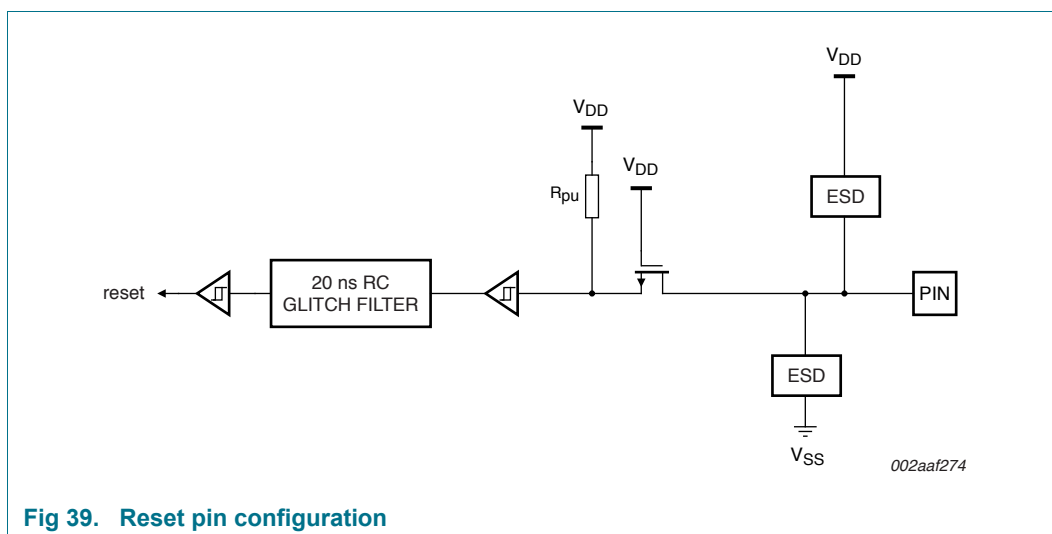 VDD
VDD
VDD
ESD
Rpu
20 ns RC
GLITCH FILTER
reset
PIN
ESD
VSS
002aaf274
Fig 39. Reset pin configuration